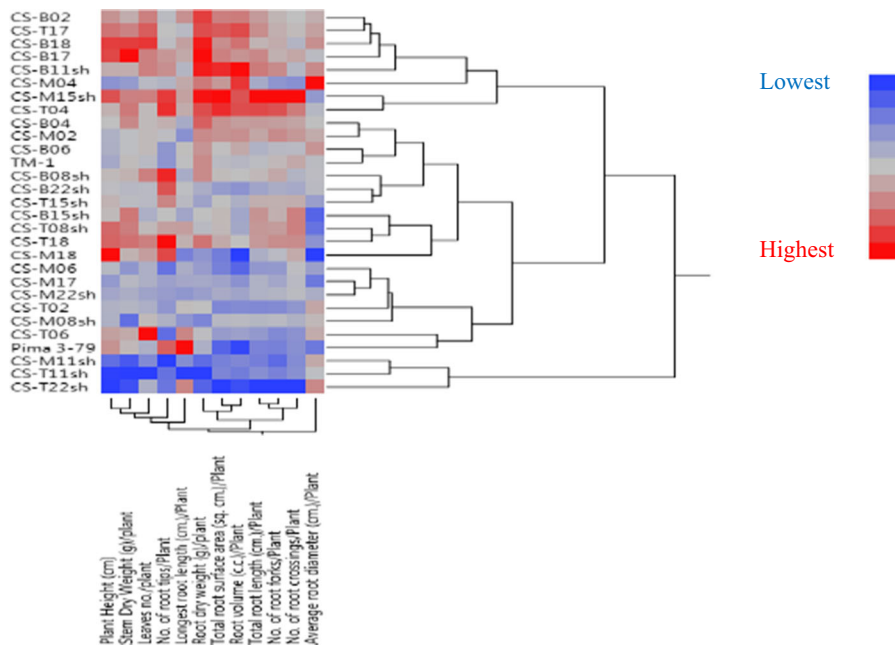 CS-B02
CS-T17
CS-B18
CS-B17
CS-B11sh
CS-M04
CS-M15sh
CS-T04
CS-B04
CS-M02
CS-B06
TM-1
CS-B08sh
CS-B22sh
CS-T15sh
CS-B15sh
CS-T08sh
CS-T18
CS-M18
CS-M06
CS-M17
CS-M22sh
CS-T02
CS-M08sh
CS-T06
Pima 3-79
CS-M11sh
CS-T11sh
CS-T22sh
Lowest
Highest
Plant Height (cm)
Stem Dry Weight (g)/plant
Leaves no./plant
No. of root tips/Plant
Longest root length (cm.)/Plant
Root dry weight (g)/plant
Total root surface area (sq. cm.)/Plant
Root volume (c.c.)/Plant
Total root length (cm.)/Plant
No. of root forks/Plant
No. of root crossings/Plant
Average root diameter (cm.)/Plant